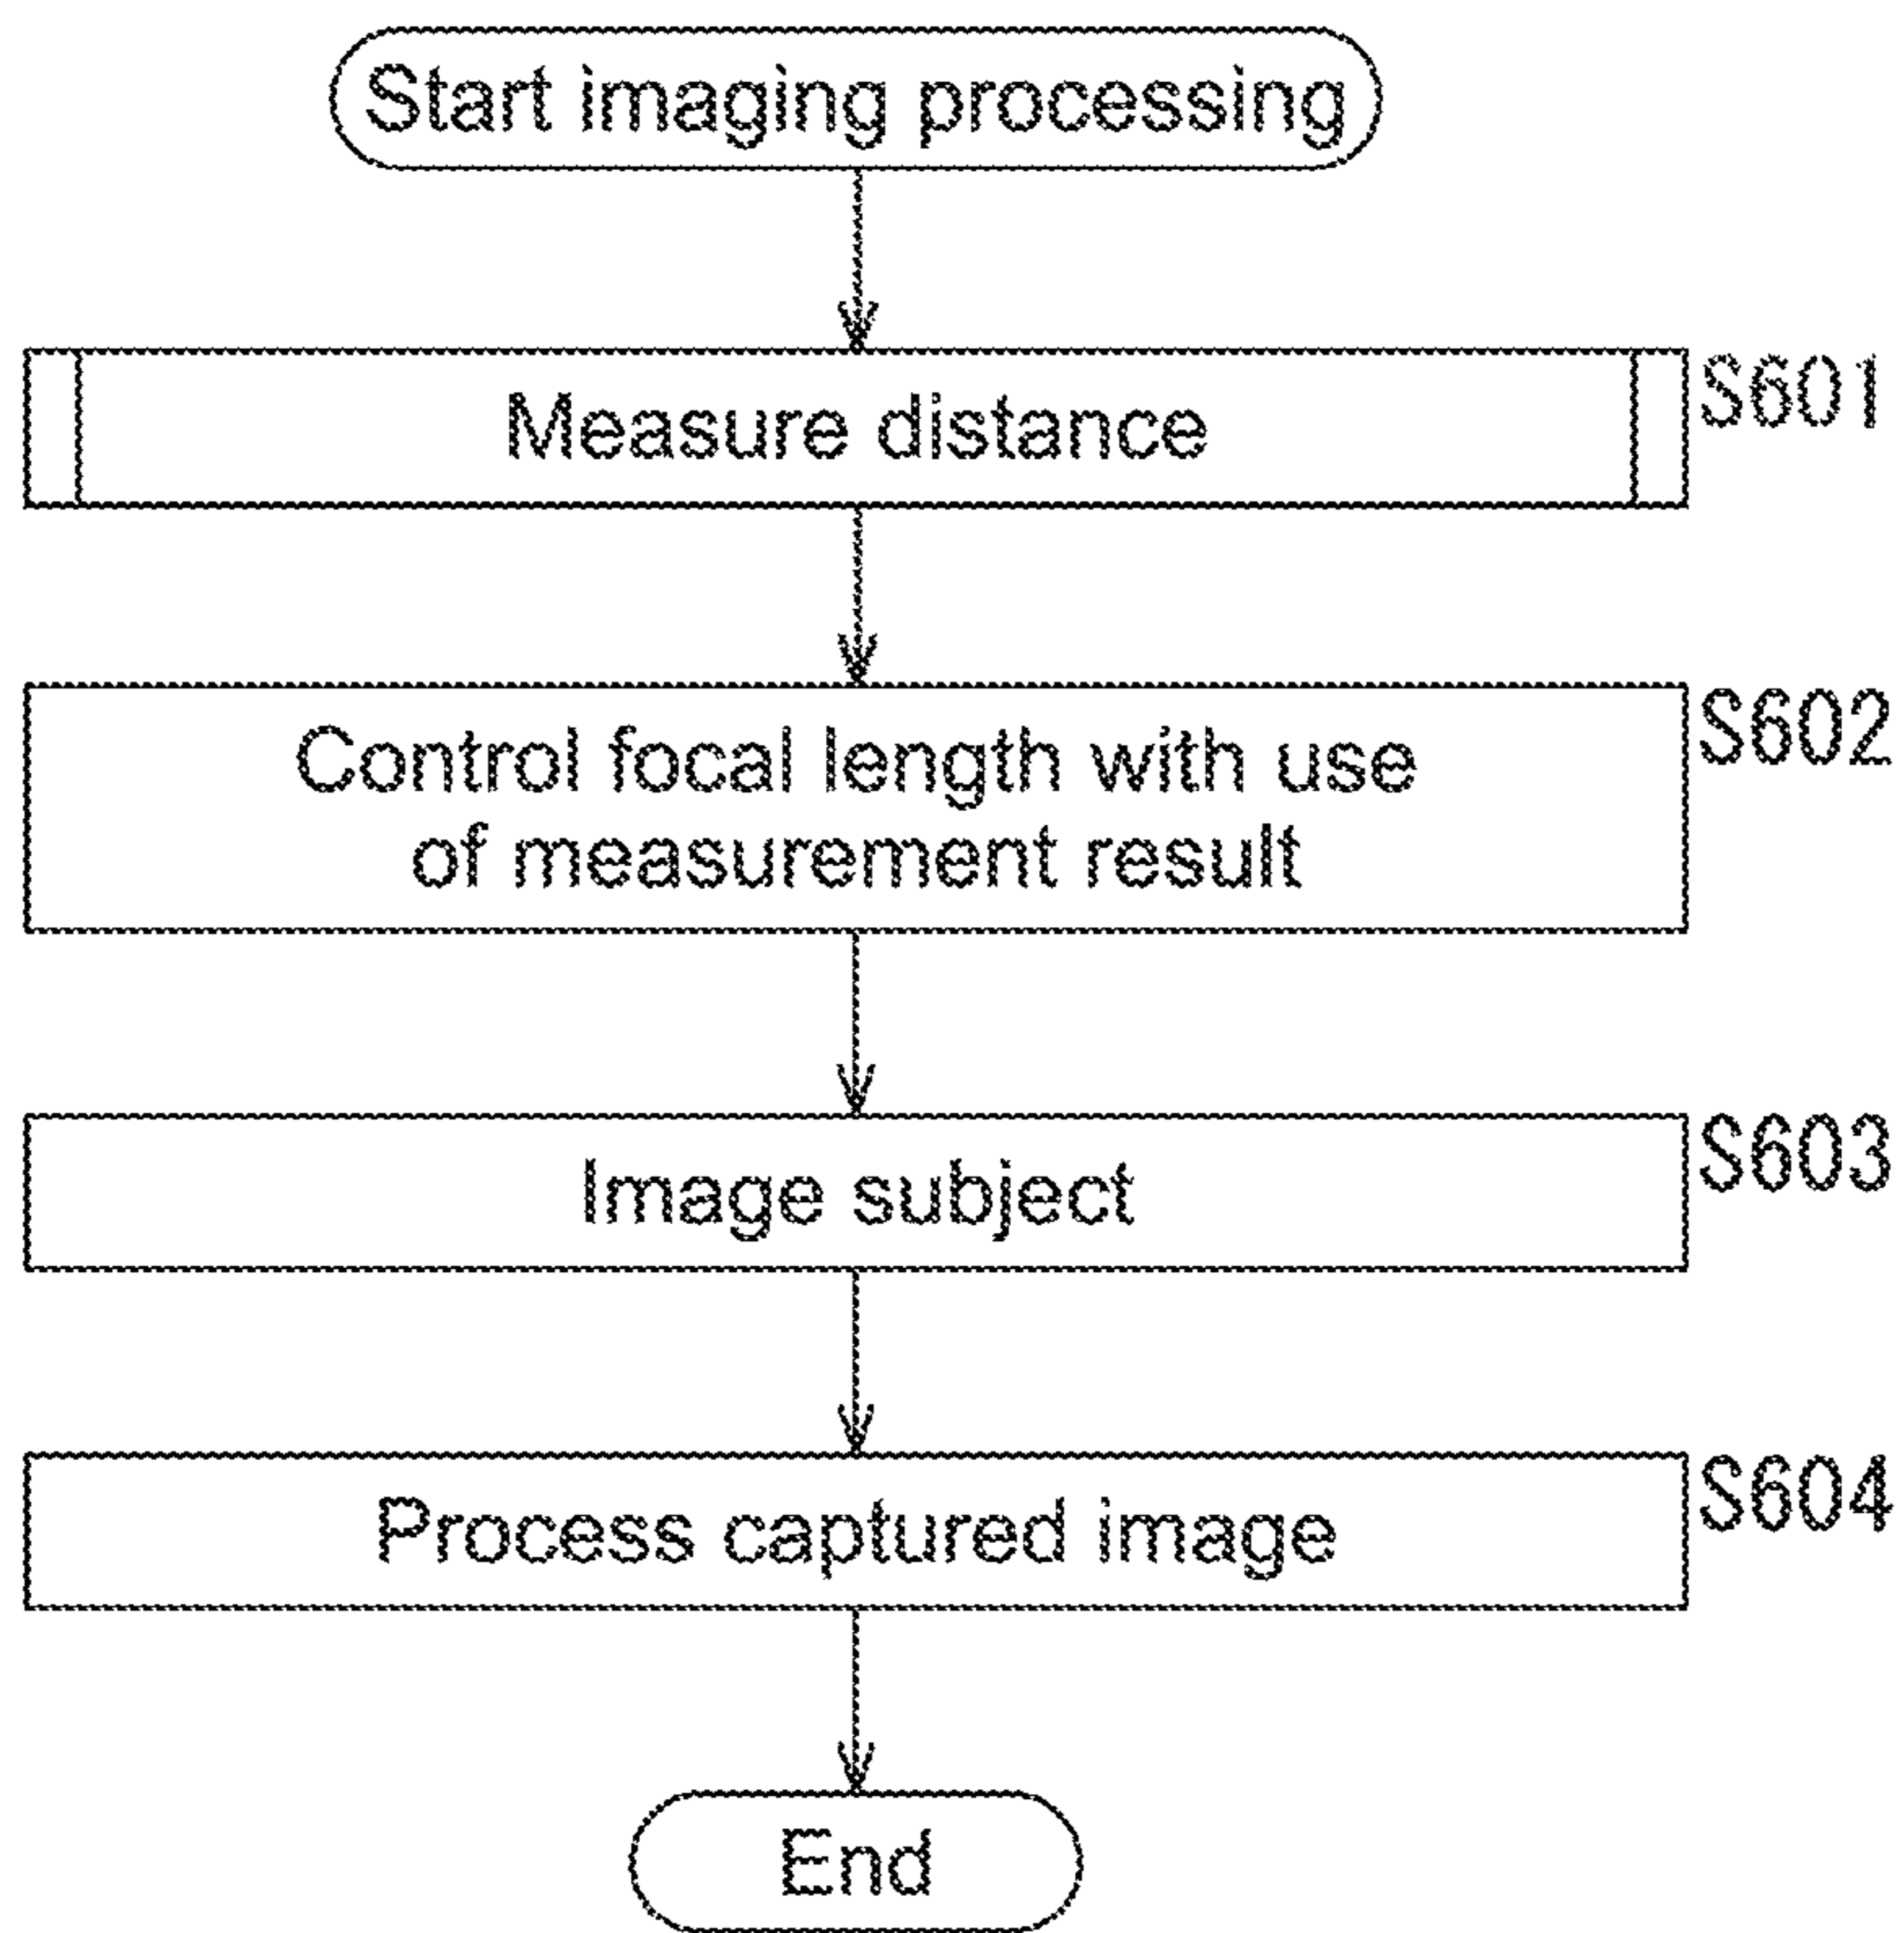 Start imaging processing
Measure distance
S601
Control focal length with use
of measurement result
S602
Image subject
S603
Process captured image
S604
End